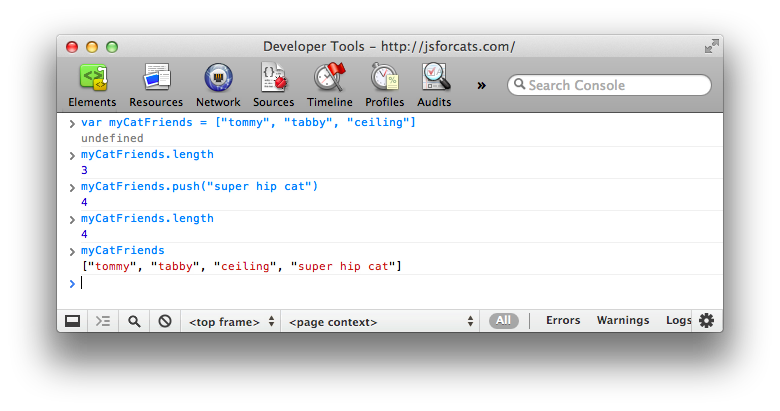 Developer Tools - http://jsforcats.com/
Elements Resources Network Sources Timeline Profiles Audits » Search Console
> var myCatFriends = ["tommy", "tabby", "ceiling"]
undefined
> myCatFriends.length
3
> myCatFriends.push("super hip cat")
4
> myCatFriends.length
4
> myCatFriends
["tommy", "tabby", "ceiling", "super hip cat"]
>
<top frame> <page context> All Errors Warnings Logs